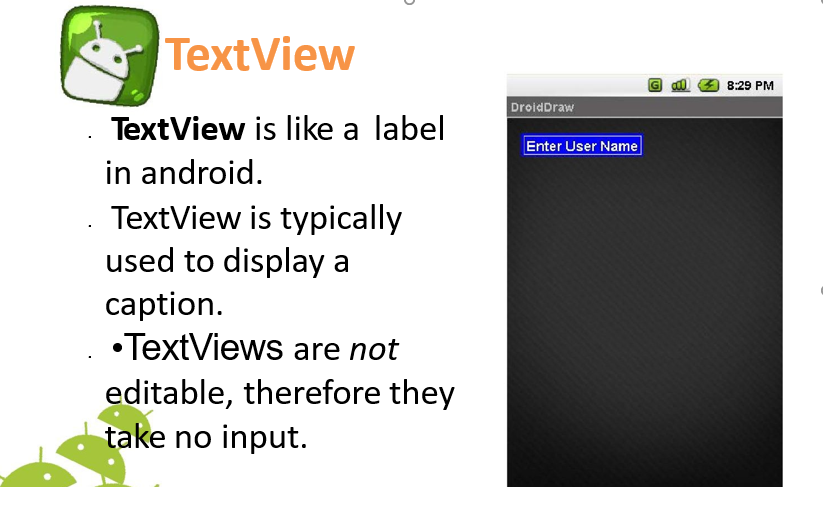 TextView
. TextView is like a label
in android.
. TextView is typically
used to display a
caption.
. •TextViews are not
editable, therefore they
take no input.
G 8:29 PM
DroidDraw
Enter User Name